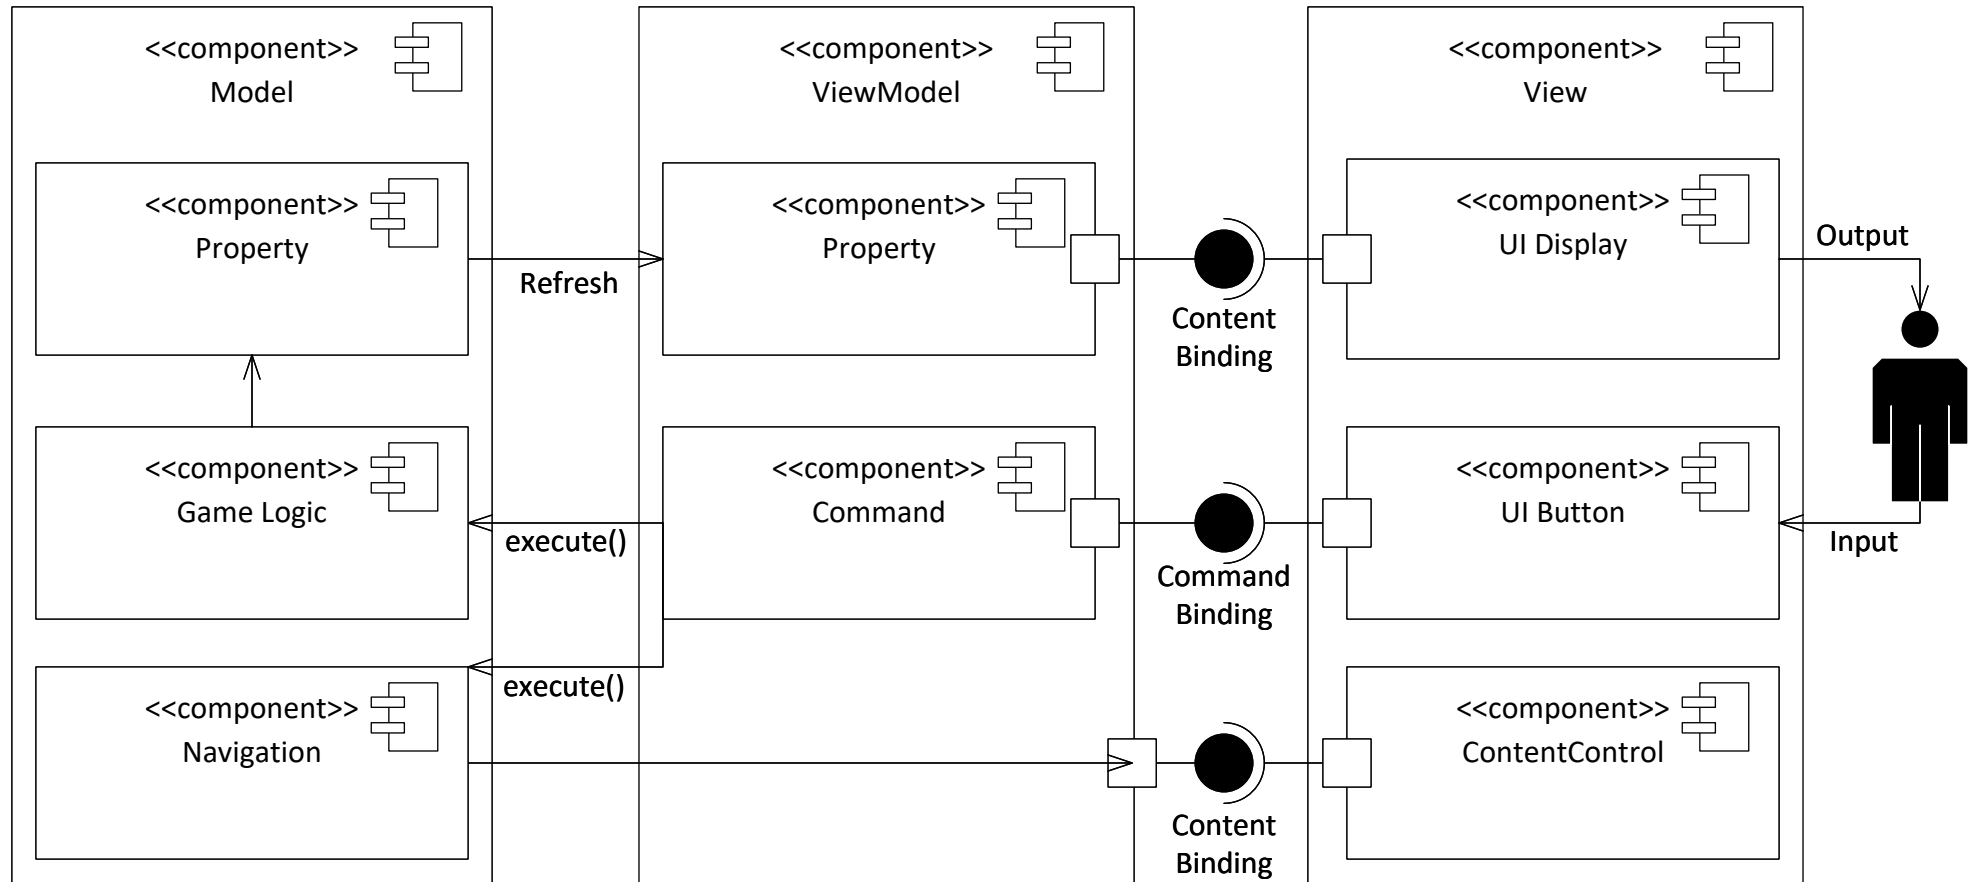 <<component>>
Model
<<component>>
ViewModel
<<component>>
View
<<component>>
Property
Refresh
<<component>>
Property
Content
Binding
<<component>>
UI Display
Output
<<component>>
Game Logic
execute()
<<component>>
Command
Command
Binding
<<component>>
UI Button
Input
<<component>>
Navigation
execute()
Content
Binding
<<component>>
ContentControl